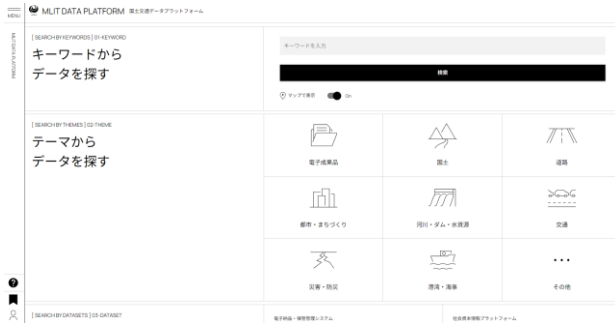 MENU
MLIT DATA PLATFORM 国土交通データプラットフォーム
MLIT DATA PLATFORM
[ SEARCH BY KEYWORDS ] 01-KEYWORD
キーワードから
データを探す
キーワードを入力
検索
マップで表示 On
[ SEARCH BY THEMES ] 02-THEME
テーマから
データを探す
電子成果品
国土
道路
都市・まちづくり
河川・ダム・水資源
交通
災害・防災
港湾・海事
その他
[ SEARCH BY DATASETS ] 03-DATASET
電子納品・保管管理システム
社会資本情報プラットフォーム